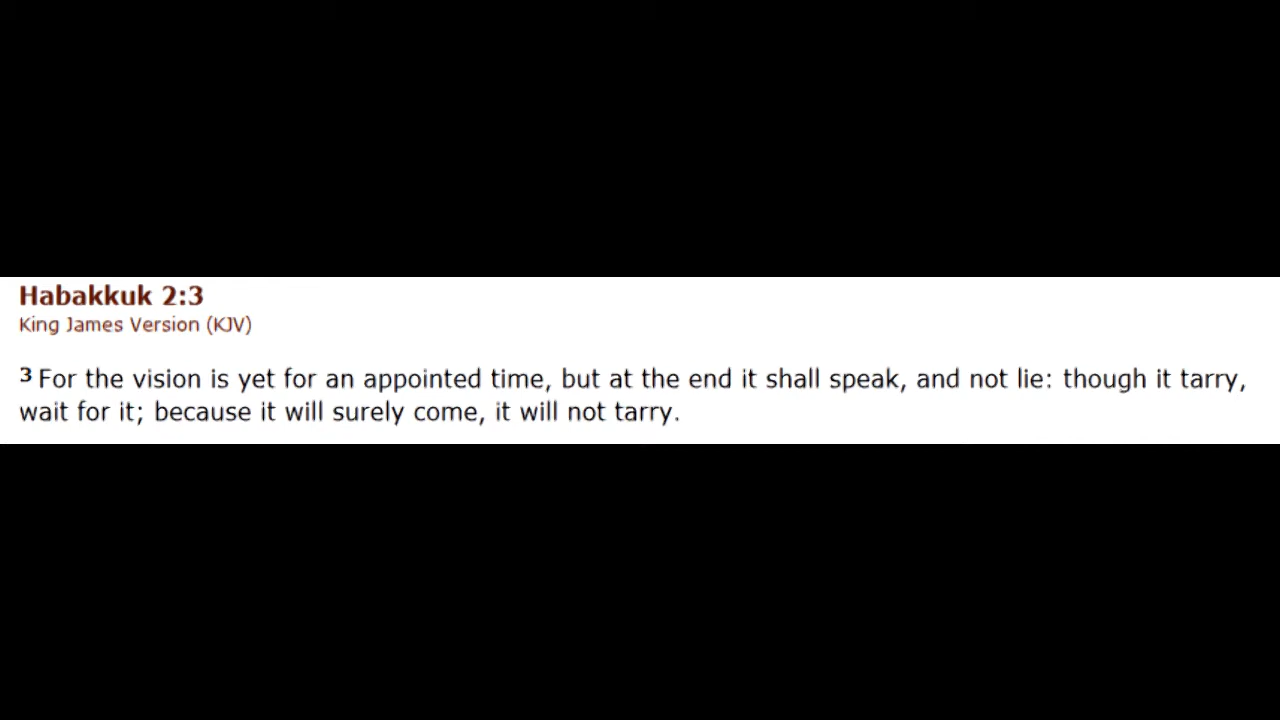 Habakkuk 2:3
King James Version (KJV)
3 For the vision is yet for an appointed time, but at the end it shall speak, and not lie: though it tarry,
wait for it; because it will surely come, it will not tarry.